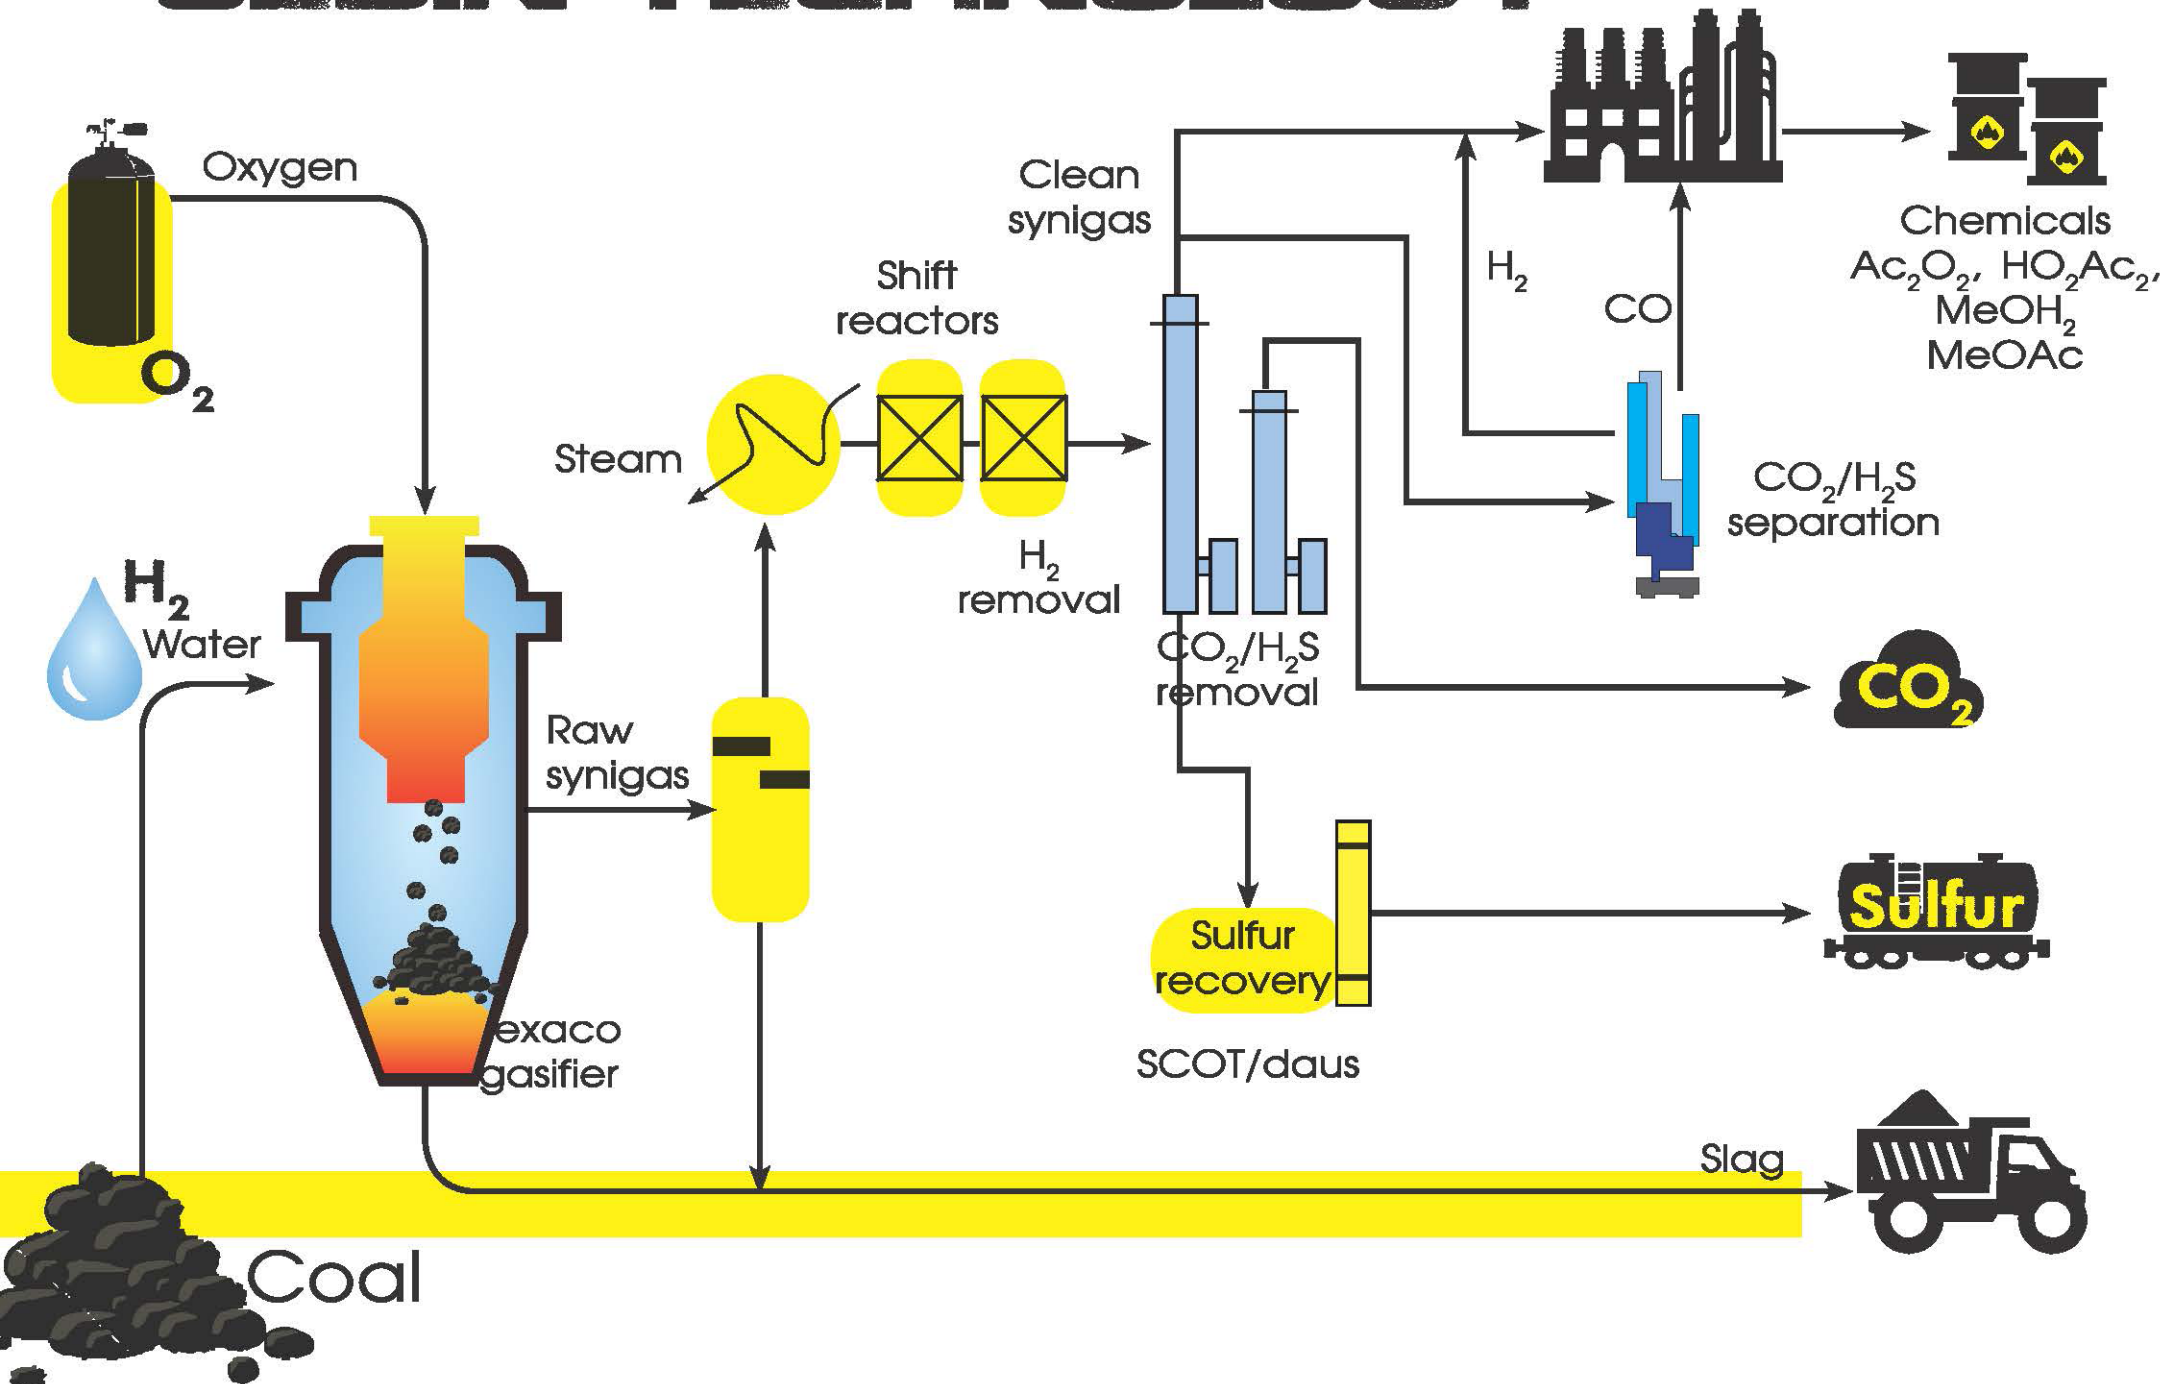 TECHNOLOGY
Oxygen
O₂
H₂
Water
Coal
exaco
gasifier
Raw
synigas
Steam
Shift
reactors
H₂
removal
Clean
synigas
CO₂/H₂S
removal
Sulfur
recovery
SCOT/daus
H₂
CO
CO₂/H₂S
separation
Chemicals
Ac₂O₂, HO₂Ac₂,
MeOH₂
MeOAc
CO₂
Sulfur
Slag